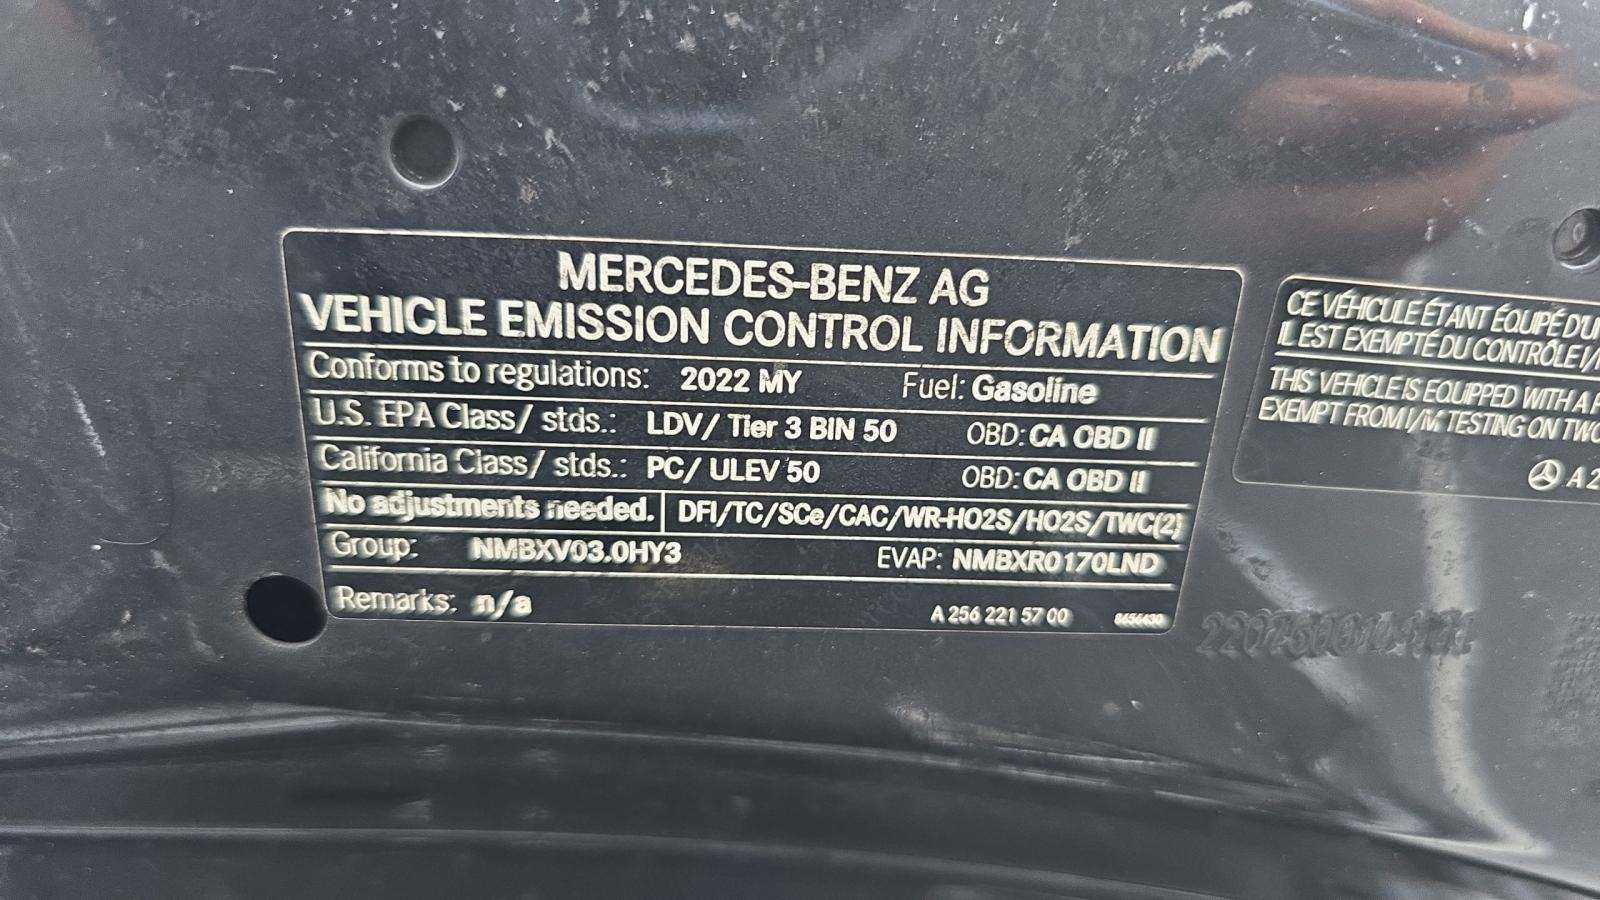 MERCEDES-BENZ AG
VEHICLE EMISSION CONTROL INFORMATION
Conforms to regulations: 2022 MY Fuel: Gasoline
U.S. EPA Class/ stds.: LDV/ Tier 3 BIN 50 OBD: CA OBD II
California Class/ stds.: PC/ ULEV 50 OBD: CA OBD II
No adjustments needed. DFI/TC/SCe/CAC/WR-HO2S/HO2S/TWC(2)
Group: NMBXV03.0HY3 EVAP: NMBXR0170LND
Remarks: n/a
A 256 221 57 00
CE VÉHICULE ÉTANT ÉQUIPÉ D'U
IL EST EXEMPTÉ DU CONTRÔLE I/
THIS VEHICLE IS EQUIPPED WITH A
EXEMPT FROM I/M TESTING ON TWO
A 2